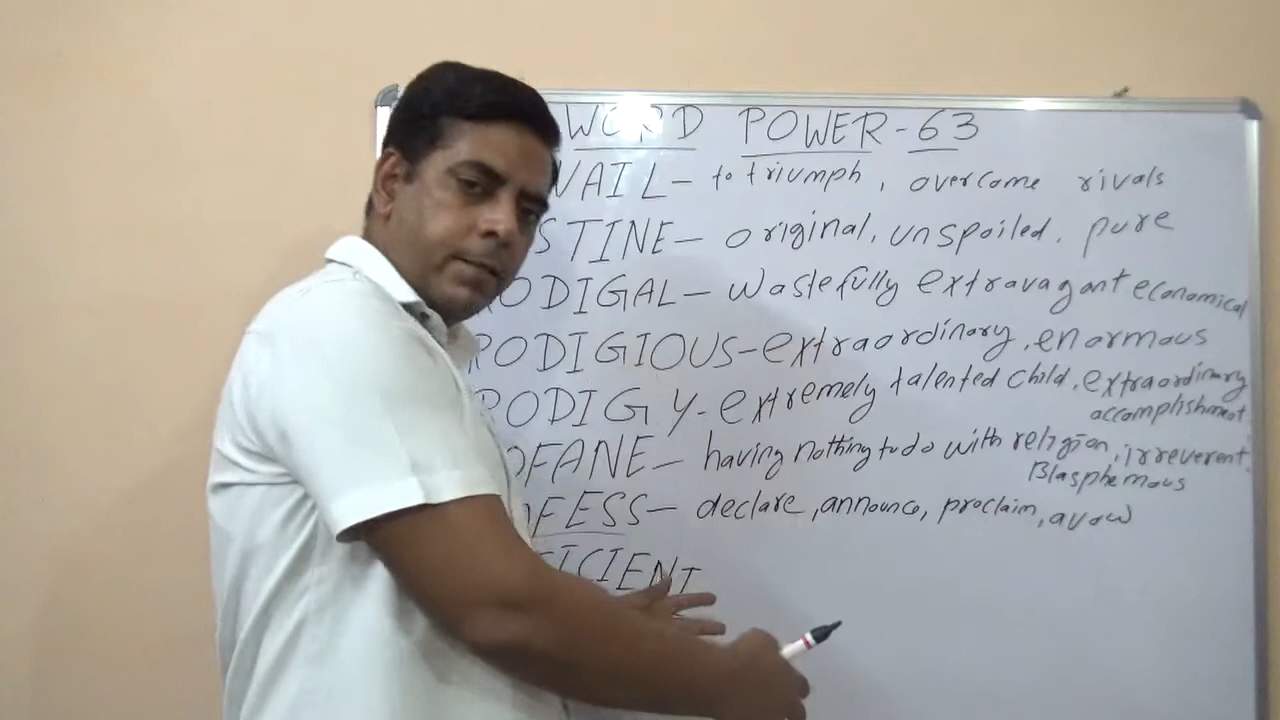 WORD POWER-63
VAIL- to triumph, overcome rivals
STINE- original, unspoiled, pure
ODIGAL- wastefully extravagant economical
RODIGIOUS- extraordinary, enormous
RODIGY- extremely talented child, extraordinary
accomplishment
OFANE- having nothing to do with religion, irreverent,
Blasphemous
OFESS- declare, announce, proclaim, avow
ICIENT